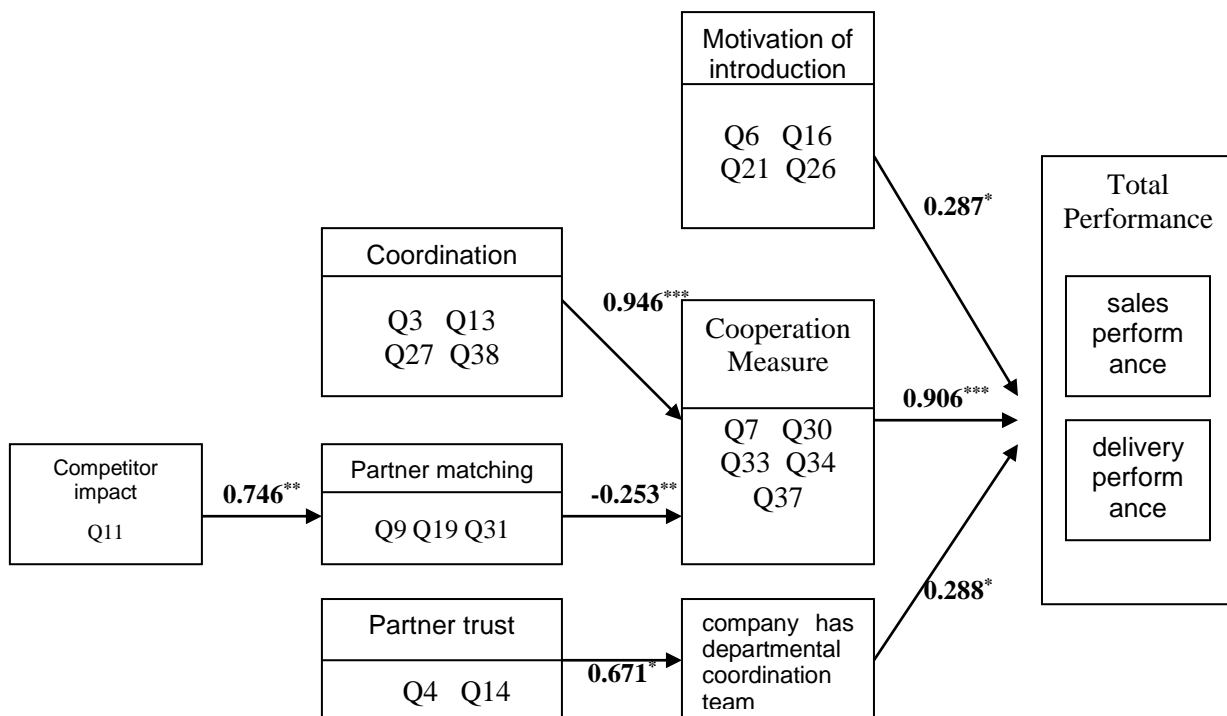 Motivation of
introduction
Q6 Q16
Q21 Q26
0.287*
Total
Performance
sales
perform
ance
delivery
perform
ance
Coordination
Q3 Q13
Q27 Q38
0.946***
Cooperation
Measure
Q7 Q30
Q33 Q34
Q37
0.906***
Competitor
impact
Q11
0.746**
Partner matching
Q9 Q19 Q31
-0.253**
Partner trust
Q4 Q14
0.671*
company has
departmental
coordination
team
0.288*